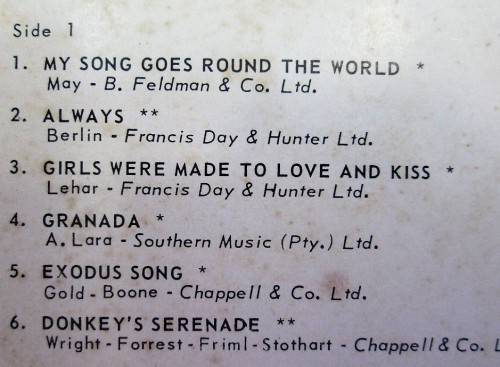 Side 1
1. MY SONG GOES ROUND THE WORLD *
May - B. Feldman & Co. Ltd.
2. ALWAYS **
Berlin - Francis Day & Hunter Ltd.
3. GIRLS WERE MADE TO LOVE AND KISS *
Lehar - Francis Day & Hunter Ltd.
4. GRANADA *
A. Lara - Southern Music (Pty.) Ltd.
5. EXODUS SONG *
Gold - Boone - Chappell & Co. Ltd.
6. DONKEY'S SERENADE **
Wright - Forrest - Friml - Stothart - Chappell & Co. L